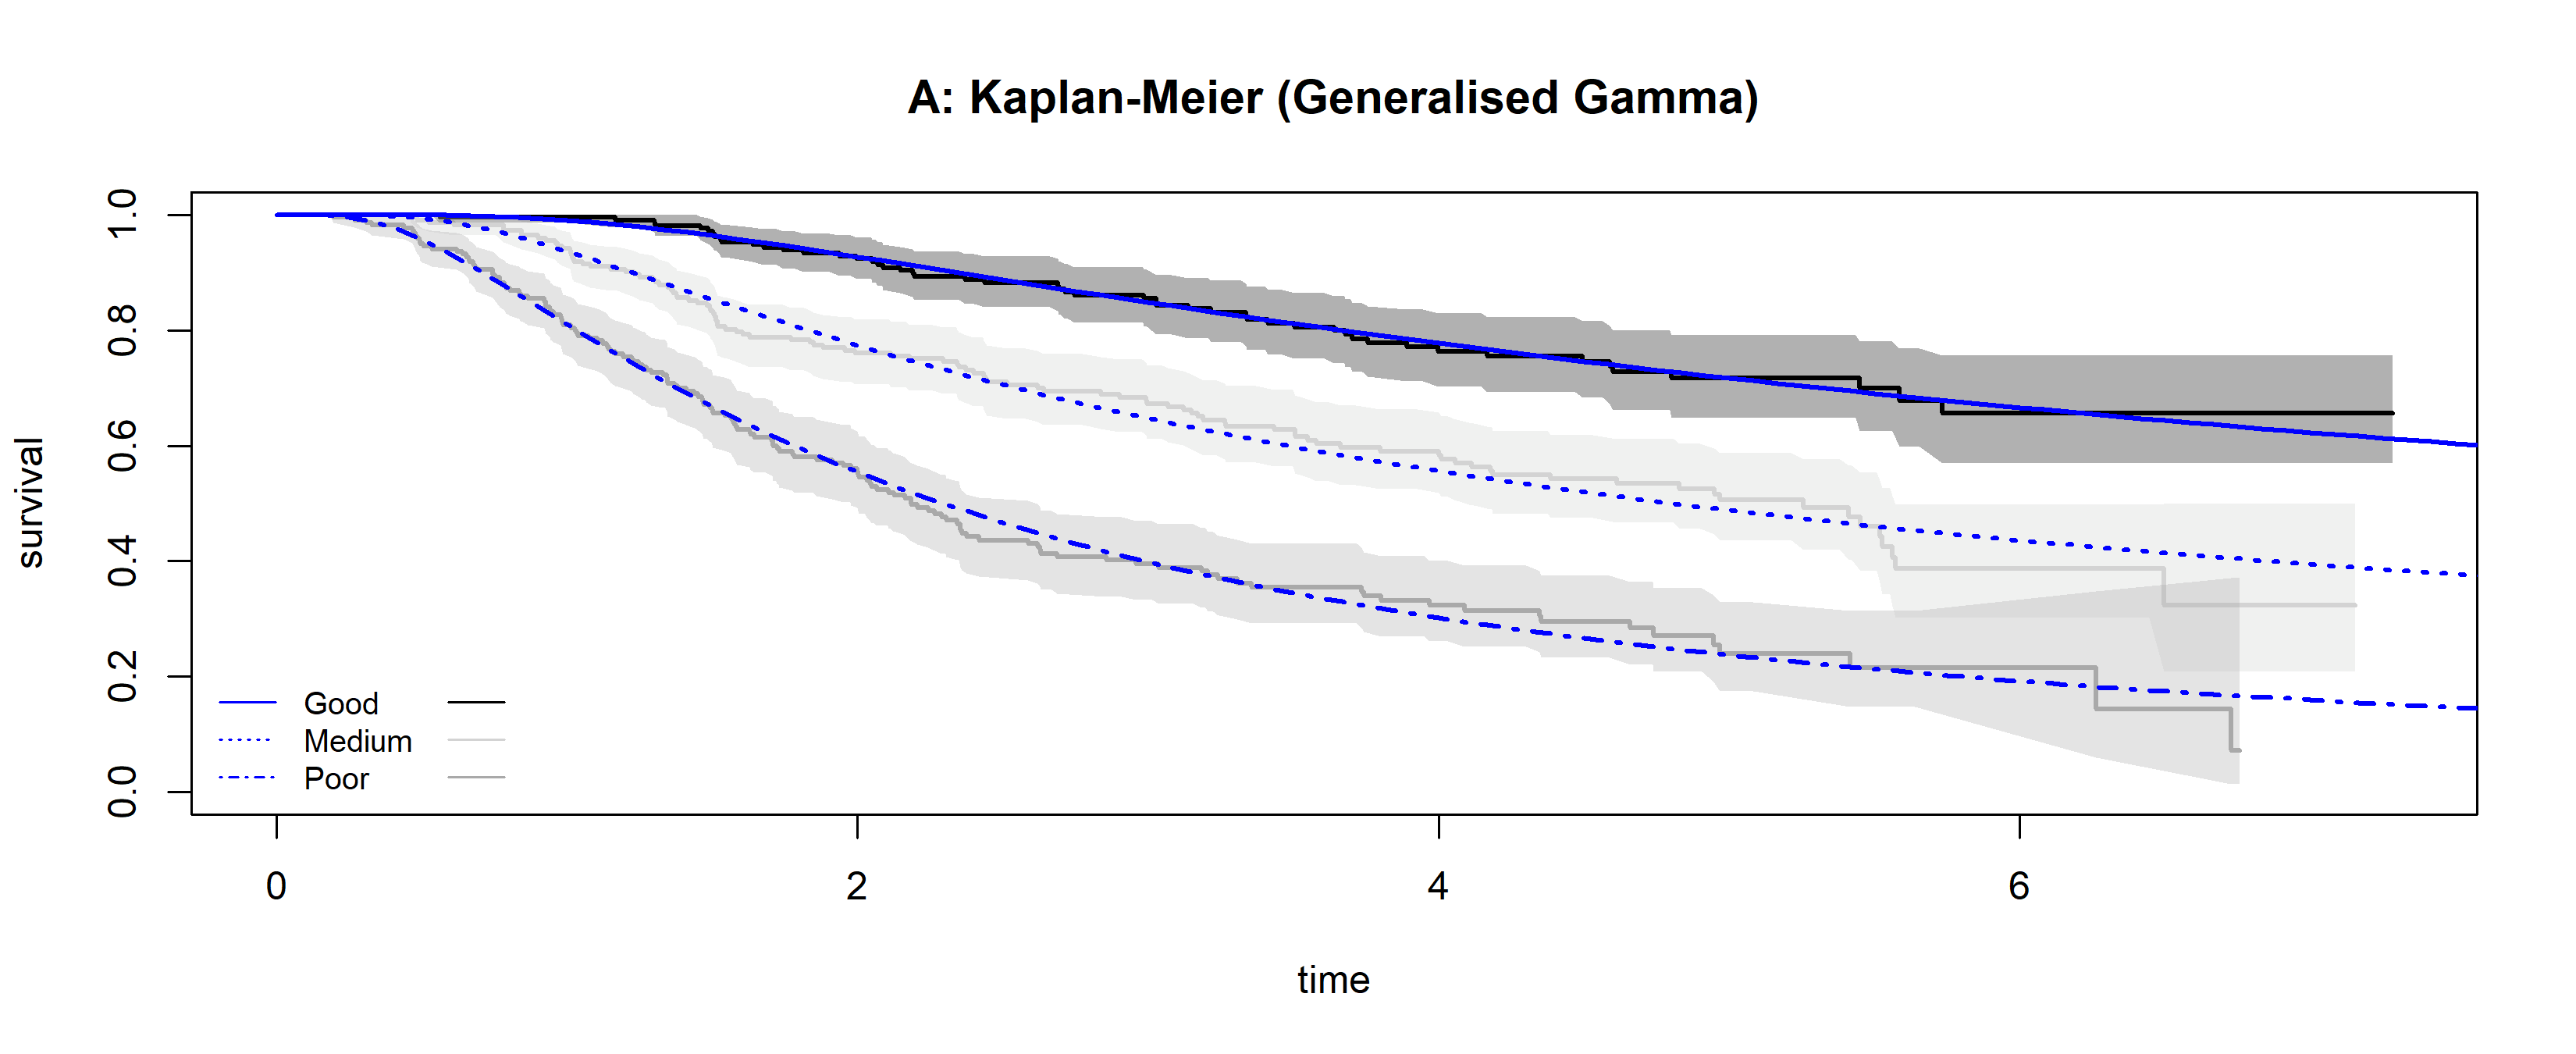 A: Kaplan-Meier (Generalised Gamma)
survival
1.0
0.8
0.6
0.4
0.2
0.0
Good
Medium
Poor
0 2 4 6
time